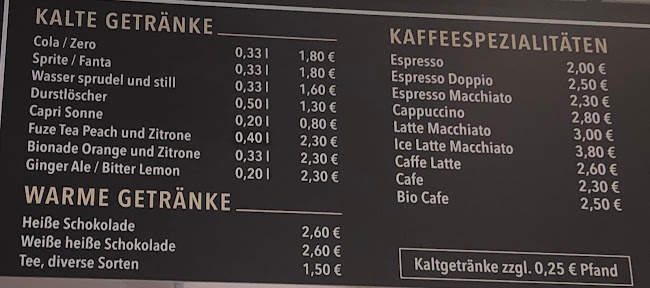 KALTE GETRÄNKE
Cola / Zero 0,33 l 1,80 €
Sprite / Fanta 0,33 l 1,80 €
Wasser sprudel und still 0,33 l 1,60 €
Durstlöscher 0,50 l 1,30 €
Capri Sonne 0,20 l 0,80 €
Fuze Tea Peach und Zitrone 0,40 l 2,30 €
Bionade Orange und Zitrone 0,33 l 2,30 €
Ginger Ale / Bitter Lemon 0,20 l 2,30 €
WARME GETRÄNKE
Heiße Schokolade 2,60 €
Weiße heiße Schokolade 2,60 €
Tee, diverse Sorten 1,50 €
KAFFEESPEZIALITÄTEN
Espresso 2,00 €
Espresso Doppio 2,50 €
Espresso Macchiato 2,30 €
Cappuccino 2,80 €
Latte Macchiato 3,00 €
Ice Latte Macchiato 3,80 €
Caffe Latte 2,60 €
Cafe 2,30 €
Bio Cafe 2,50 €
Kaltgetränke zzgl. 0,25 € Pfand